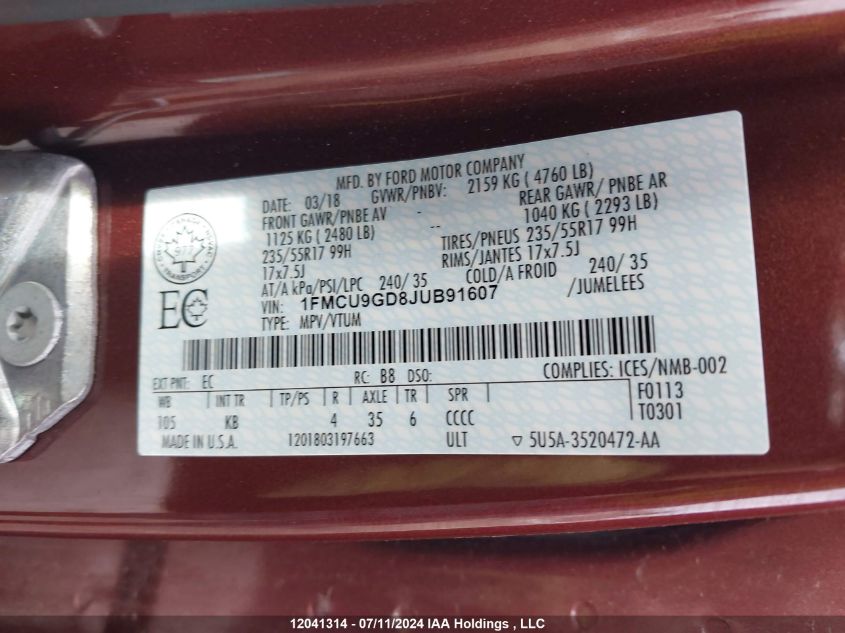 MFD. BY FORD MOTOR COMPANY
DATE: 03/18 GVWR/PNBV: 2159 KG ( 4760 LB)
FRONT GAWR/PNBE AV - REAR GAWR/ PNBE AR
1125 KG ( 2480 LB) -- 1040 KG ( 2293 LB)
235/55R17 99H TIRES/PNEUS 235/55R17 99H
17x7.5J RIMS/JANTES 17x7.5J
AT/A kPa/PSI/LPC 240/ 35 COLD/A FROID 240/ 35
VIN: 1FMCU9GD8JUB91607 /JUMELEES
TYPE: MPV/VTUM
TRANSPORT
EC
EXT PNT: EC RC: B8 DSO: COMPLIES: ICES/NMB-002
WB INT TR TP/PS R AXLE TR SPR F0113
105 KB 4 35 6 CCCC T0301
MADE IN U.S.A. 1201803197663 ULT ▽ 5U5A-3520472-AA
12041314 - 07/11/2024 IAA Holdings , LLC